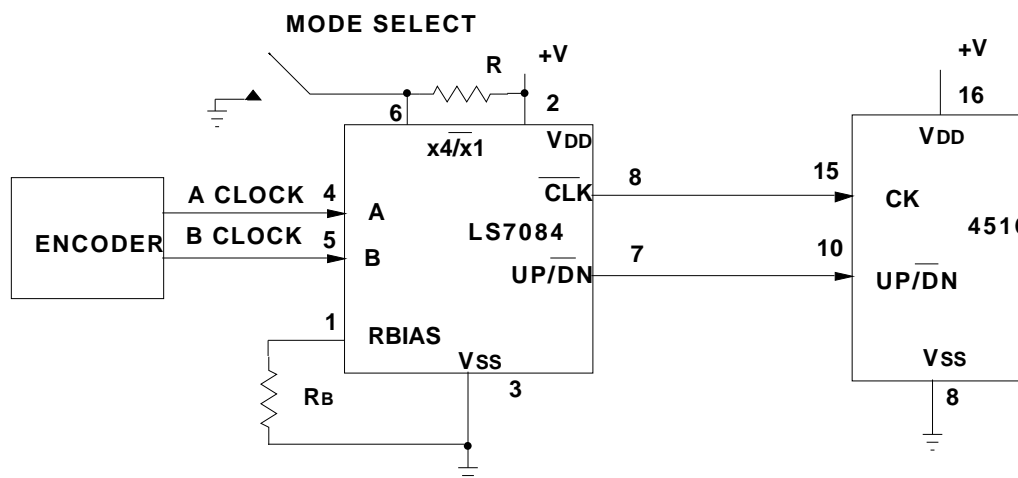 MODE SELECT
R
+V
+V
6
2
16
x4/x1
VDD
VDD
A CLOCK
4
A
CLK
8
15
CK
ENCODER
LS7084
B CLOCK
5
B
7
10
UP/DN
UP/DN
1
RBIAS
VSS
VSS
RB
3
8